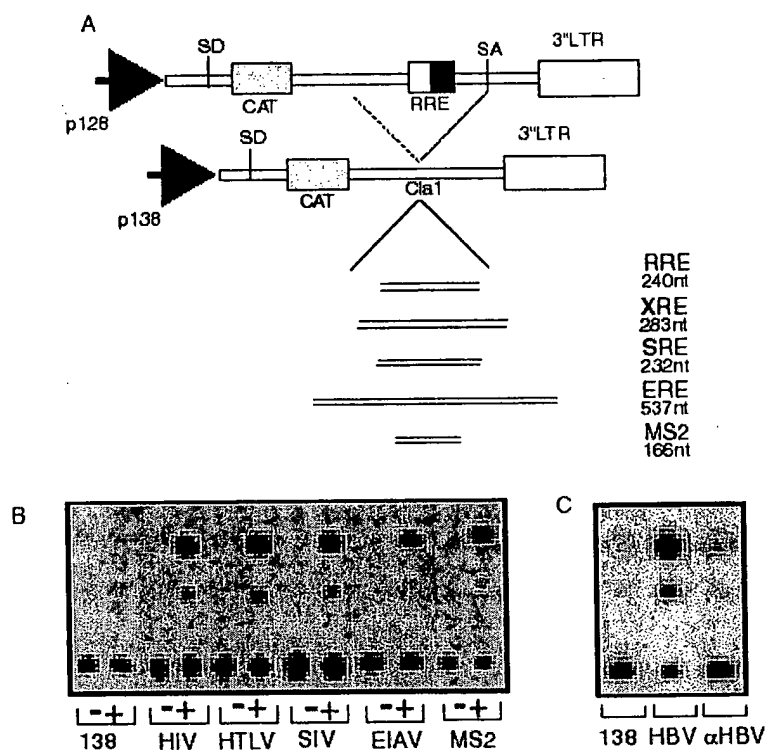 A
SD
CAT
RRE
SA
3"LTR
p128
SD
CAT
Cla1
3"LTR
p138
RRE
240nt
XRE
283nt
SRE
232nt
ERE
537nt
MS2
166nt
B
C
- + - + - + - + - + - +
138 HIV HTLV SIV EIAV MS2
138 HBV αHBV